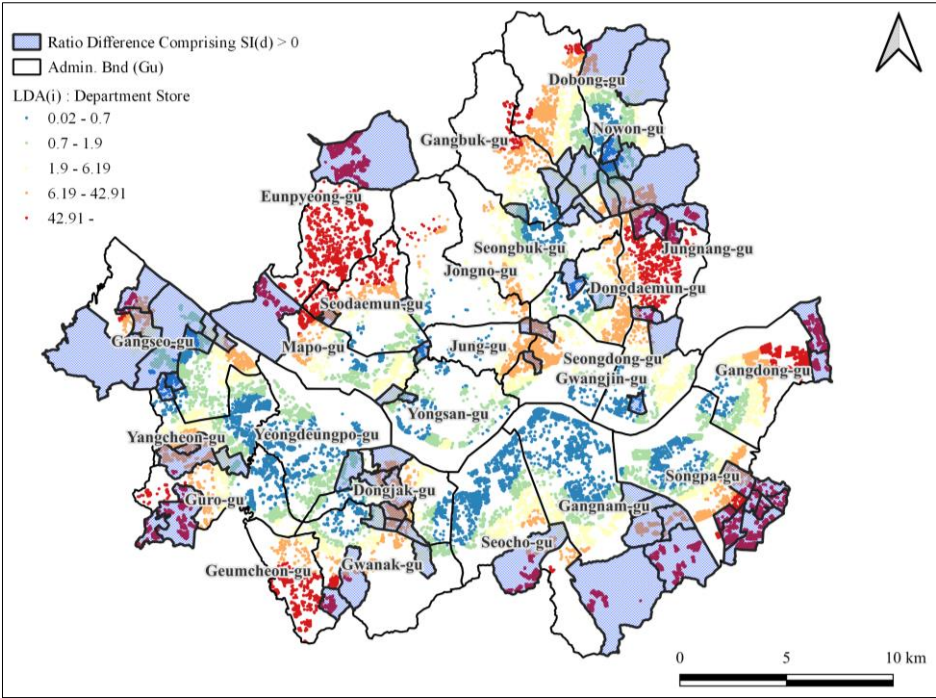 Ratio Difference Comprising SI(d) > 0
Admin. Bnd (Gu)
LDA(i) : Department Store
0.02 - 0.7
0.7 - 1.9
1.9 - 6.19
6.19 - 42.91
42.91 -
Dobong-gu
Nowon-gu
Gangbuk-gu
Eunpyeong-gu
Seongbuk-gu
Jungnang-gu
Jongno-gu
Dongdaemun-gu
Seodaemun-gu
Gangseo-gu
Mapo-gu
Jung-gu
Seongdong-gu
Gangdong-gu
Gwangjin-gu
Yongsan-gu
Yangcheon-gu
Yeongdeungpo-gu
Songpa-gu
Dongjak-gu
Guro-gu
Gangnam-gu
Seocho-gu
Geumcheon-gu
Gwanak-gu
0 5 10 km